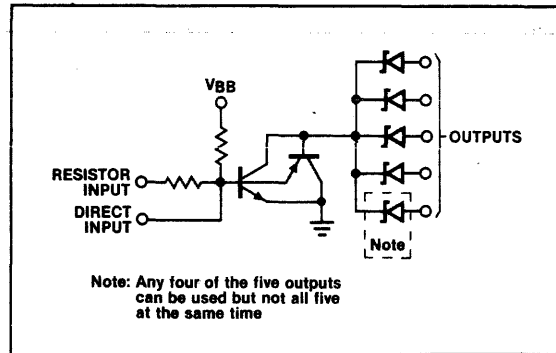 VBB
RESISTOR
INPUT
DIRECT
INPUT
OUTPUTS
Note
Note: Any four of the five outputs
can be used but not all five
at the same time